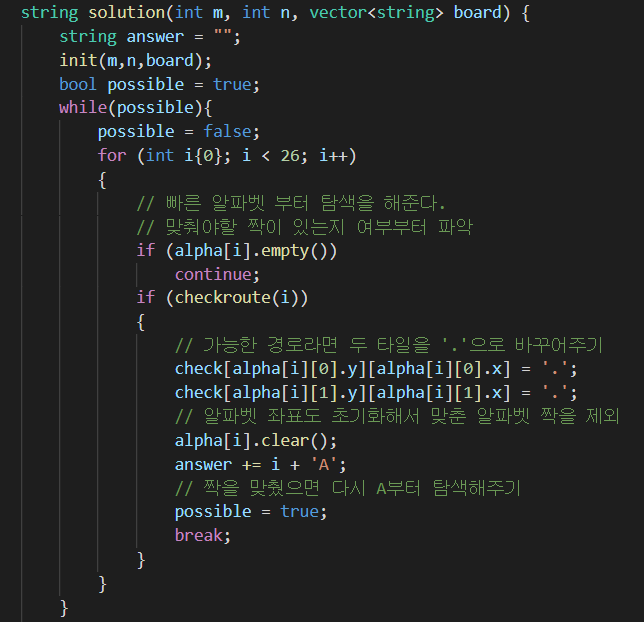 string solution(int m, int n, vector<string> board) {
string answer = "";
init(m,n,board);
bool possible = true;
while(possible){
possible = false;
for (int i{0}; i < 26; i++)
{
// 빠른 알파벳 부터 탐색을 해준다.
// 맞춰야할 짝이 있는지 여부부터 파악
if (alpha[i].empty())
continue;
if (checkroute(i))
{
// 가능한 경로라면 두 타일을 '.'으로 바꾸어주기
check[alpha[i][0].y][alpha[i][0].x] = '.';
check[alpha[i][1].y][alpha[i][1].x] = '.';
// 알파벳 좌표도 초기화해서 맞춘 알파벳 짝을 제외
alpha[i].clear();
answer += i + 'A';
// 짝을 맞췄으면 다시 A부터 탐색해주기
possible = true;
break;
}
}
}